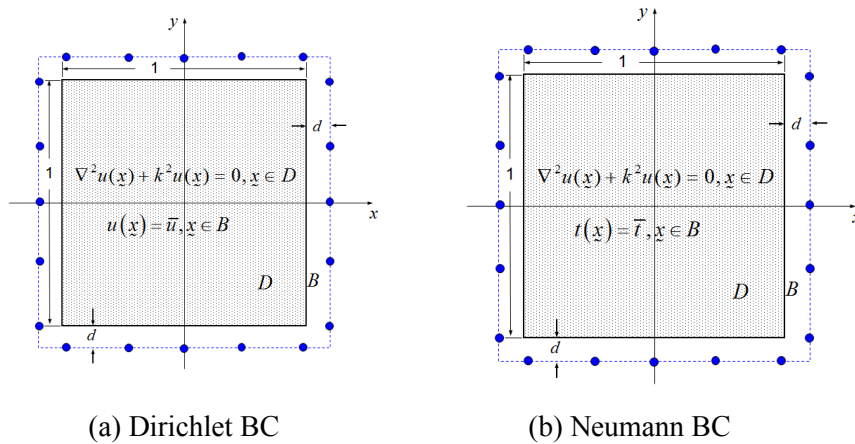 y
1
d
1
∇²u(x̰) + k²u(x̰) = 0, x̰ ∈ D
x
u(x̰) = ū, x̰ ∈ B
D
B
d
(a) Dirichlet BC
y
1
d
1
∇²u(x̰) + k²u(x̰) = 0, x̰ ∈ D
x
t(x̰) = t̄, x̰ ∈ B
D
B
d
(b) Neumann BC